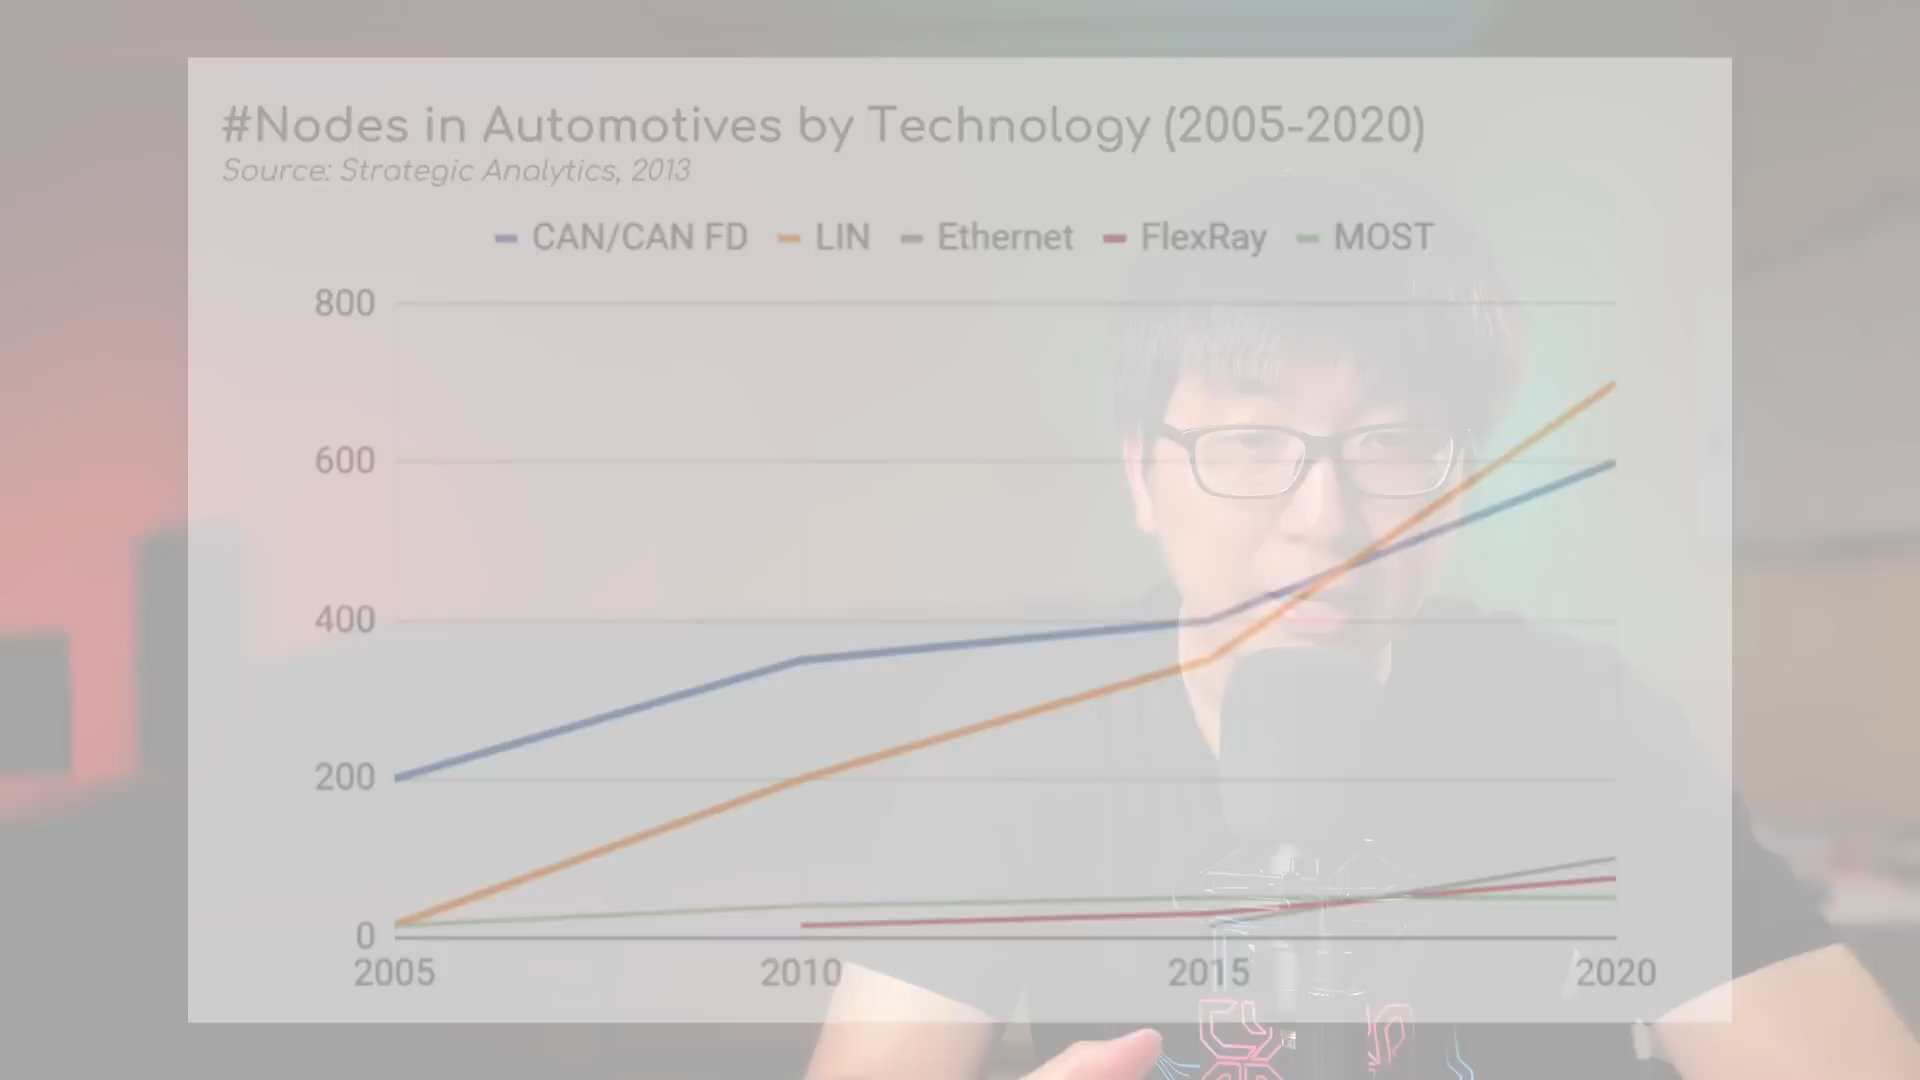 #Nodes in Automotives by Technology (2005-2020)
Source: Strategic Analytics, 2013
CAN/CAN FD LIN Ethernet FlexRay MOST
800
600
400
200
0
2005 2010 2015 2020